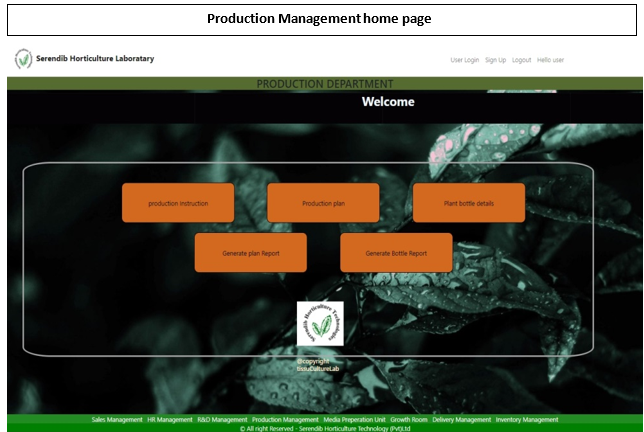 Production Management home page
Serendib Horticulture Laboratary
User Login Sign Up Logout Hello user
PRODUCTION DEPARTMENT
Welcome
production Instruction
Production plan
Plant bottle details
Generate plan Report
Generate Bottle Report
Serendib Horticulture Technologies
©copyright
tissuCultureLab
Sales Management HR Management R&D Management Production Management Media Preperation Unit Growth Room Delivery Management Inventory Management
© All right Reserved - Serendib Horticulture Technology (Pvt)Ltd